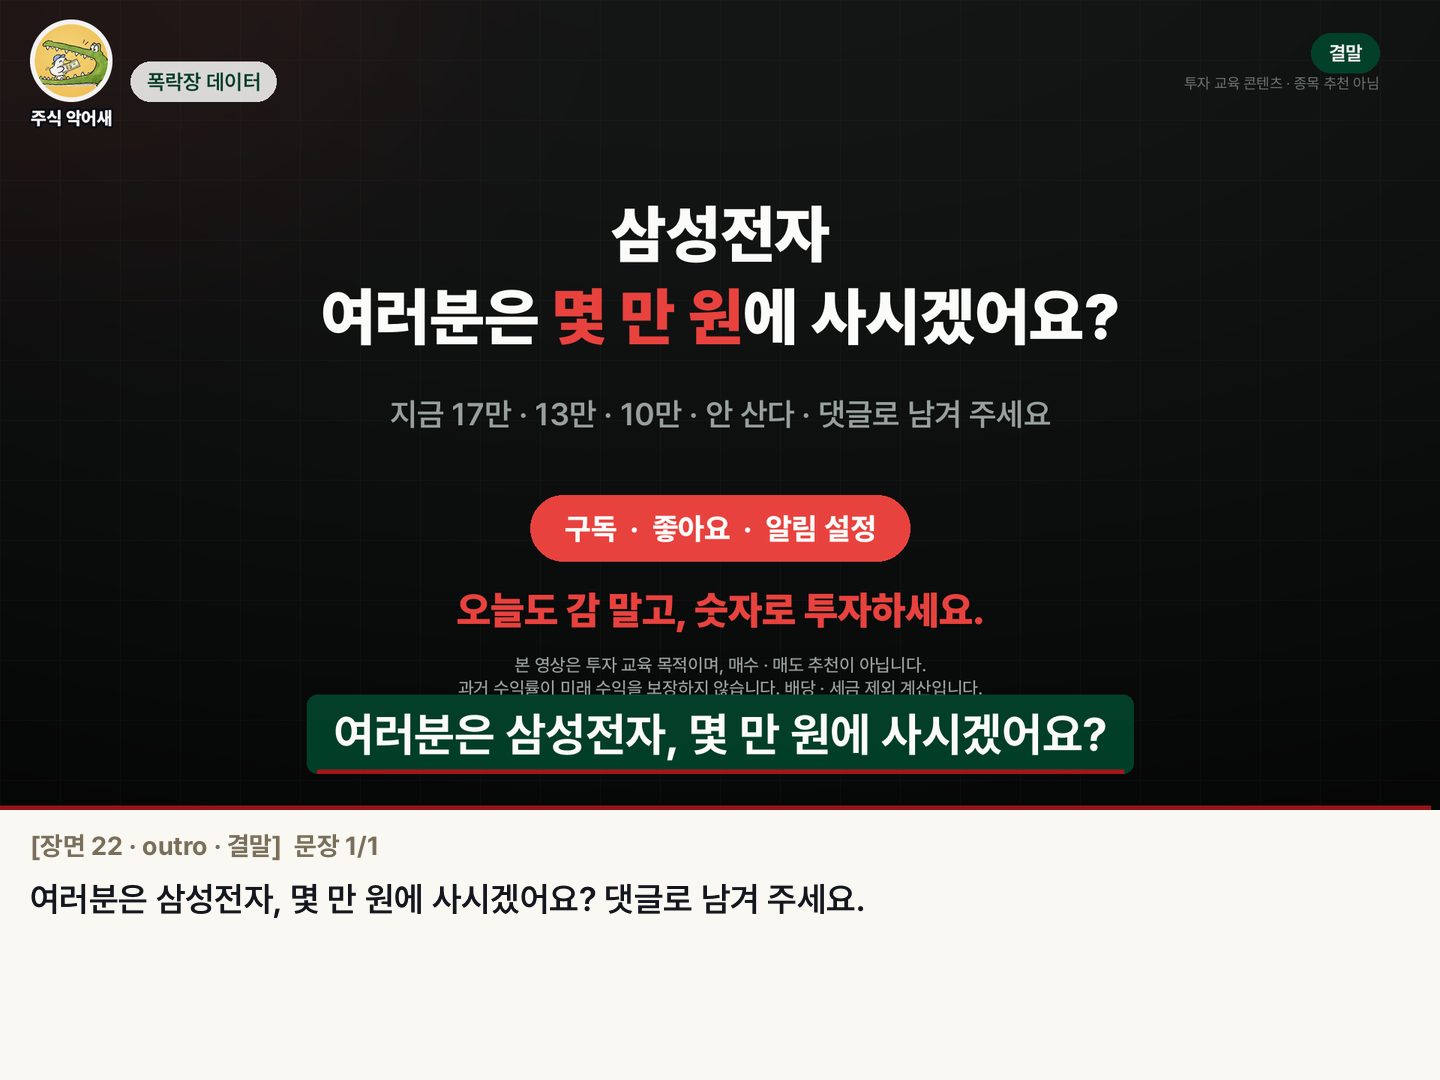 주식 악어새
폭락장 데이터
결말
투자 교육 콘텐츠 · 종목 추천 아님
삼성전자
여러분은 몇 만 원에 사시겠어요?
지금 17만 · 13만 · 10만 · 안 산다 · 댓글로 남겨 주세요
구독 · 좋아요 · 알림 설정
오늘도 감 말고, 숫자로 투자하세요.
본 영상은 투자 교육 목적이며, 매수 · 매도 추천이 아닙니다.
과거 수익률이 미래 수익을 보장하지 않습니다. 배당 · 세금 제외 계산입니다.
여러분은 삼성전자, 몇 만 원에 사시겠어요?
[장면 22 · outro · 결말] 문장 1/1
여러분은 삼성전자, 몇 만 원에 사시겠어요? 댓글로 남겨 주세요.